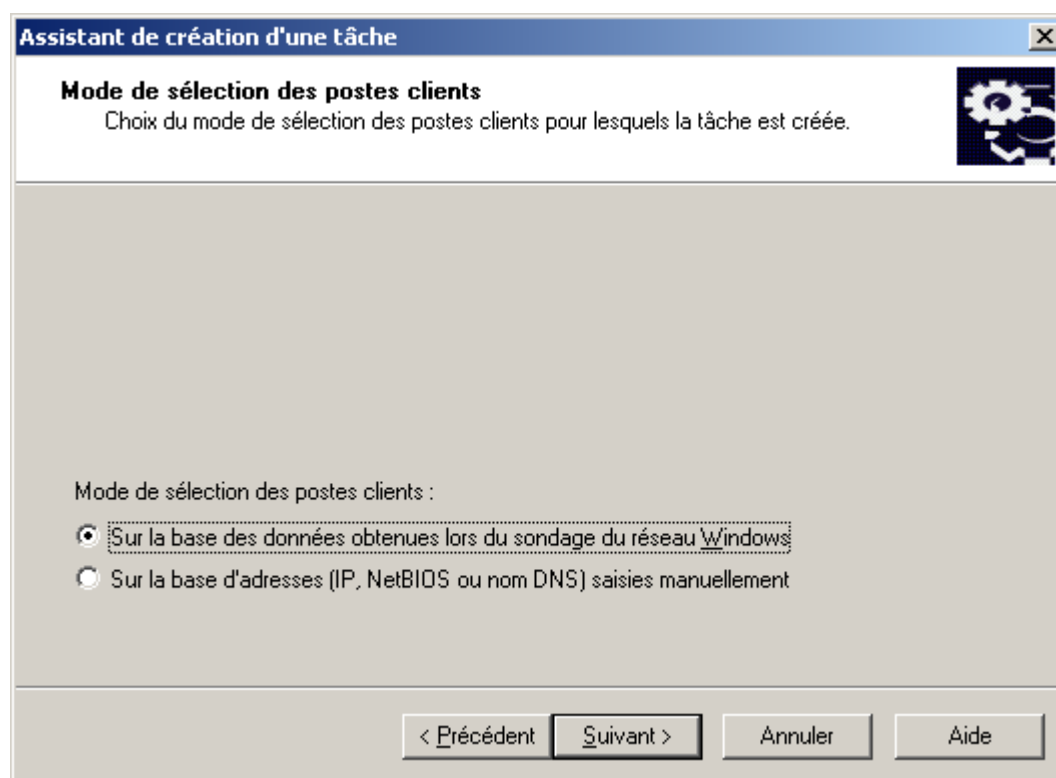 Assistant de création d'une tâche
Mode de sélection des postes clients
Choix du mode de sélection des postes clients pour lesquels la tâche est créée.
Mode de sélection des postes clients :
Sur la base des données obtenues lors du sondage du réseau Windows
Sur la base d'adresses (IP, NetBIOS ou nom DNS) saisies manuellement
< Précédent Suivant > Annuler Aide